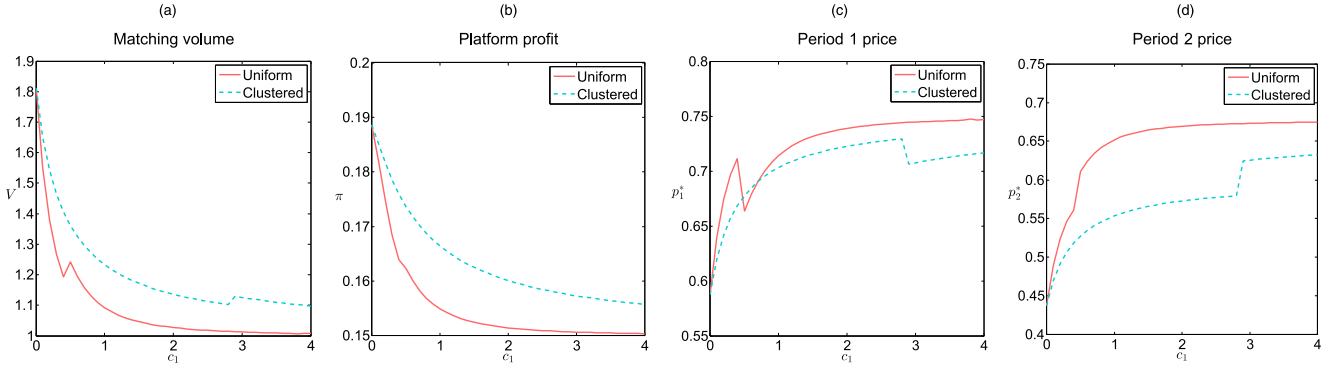 (a)
Matching volume
Uniform
Clustered
1.9
1.8
1.7
1.6
1.5
V
1.4
1.3
1.2
1.1
1
0
1
2
3
4
c1
(b)
Platform profit
Uniform
Clustered
0.2
0.19
0.18
π
0.17
0.16
0.15
0
1
2
3
4
c1
(c)
Period 1 price
Uniform
Clustered
0.8
0.75
0.7
p1*
0.65
0.6
0.55
0
1
2
3
4
c1
(d)
Period 2 price
Uniform
Clustered
0.75
0.7
0.65
0.6
p2*
0.55
0.5
0.45
0.4
0
1
2
3
4
c1